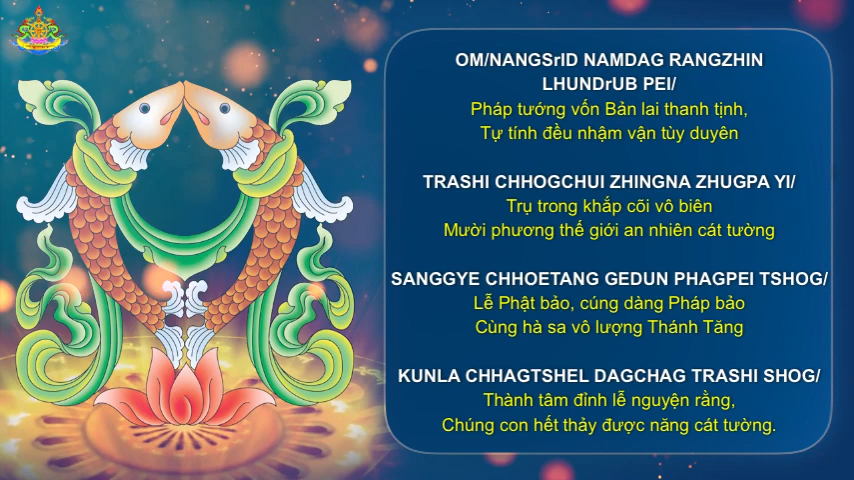 OM/NANGSrID NAMDAG RANGZHIN
LHUNDrUB PEI/
Pháp tướng vốn Bản lai thanh tịnh,
Tự tính đều nhậm vận tùy duyên
TRASHI CHHOGCHUI ZHINGNA ZHUGPA YI/
Trụ trong khắp cõi vô biên
Mười phương thế giới an nhiên cát tường
SANGGYE CHHOETANG GEDUN PHAGPEI TSHOG/
Lễ Phật bảo, cúng dàng Pháp bảo
Cùng hà sa vô lượng Thánh Tăng
KUNLA CHHAGTSHEL DAGCHAG TRASHI SHOG/
Thành tâm đỉnh lễ nguyện rằng,
Chúng con hết thảy được năng cát tường.